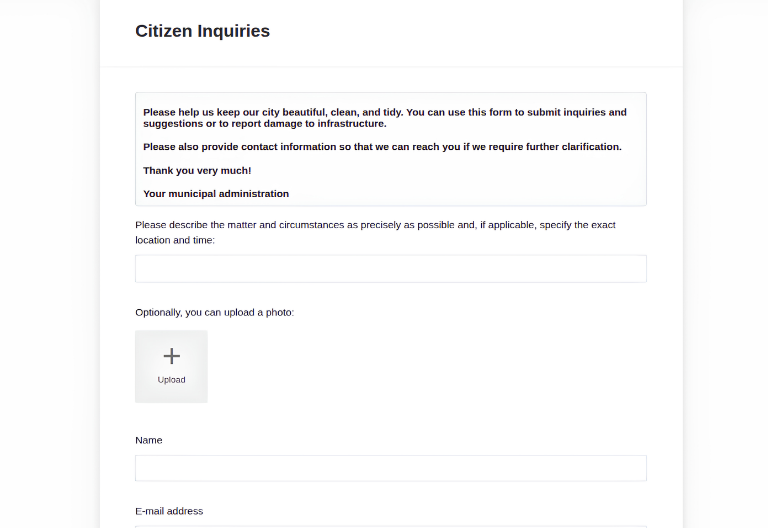 Citizen Inquiries
Please help us keep our city beautiful, clean, and tidy. You can use this form to submit inquiries and
suggestions or to report damage to infrastructure.
Please also provide contact information so that we can reach you if we require further clarification.
Thank you very much!
Your municipal administration
Please describe the matter and circumstances as precisely as possible and, if applicable, specify the exact
location and time:
Optionally, you can upload a photo:
Upload
Name
E-mail address